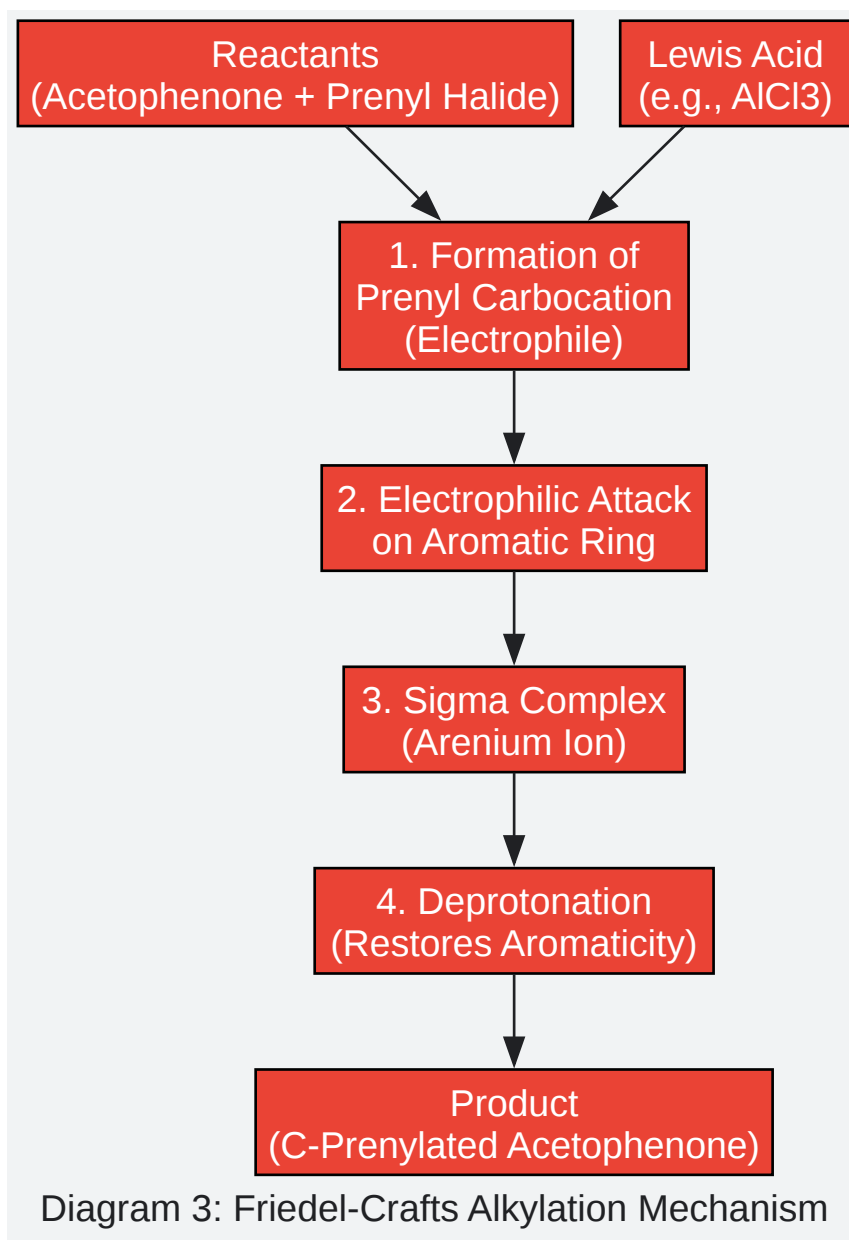 Reactants
(Acetophenone + Prenyl Halide)
Lewis Acid
(e.g., AlCl3)
1. Formation of
Prenyl Carbocation
(Electrophile)
2. Electrophilic Attack
on Aromatic Ring
3. Sigma Complex
(Arenium Ion)
4. Deprotonation
(Restores Aromaticity)
Product
(C-Prenylated Acetophenone)
Diagram 3: Friedel-Crafts Alkylation Mechanism